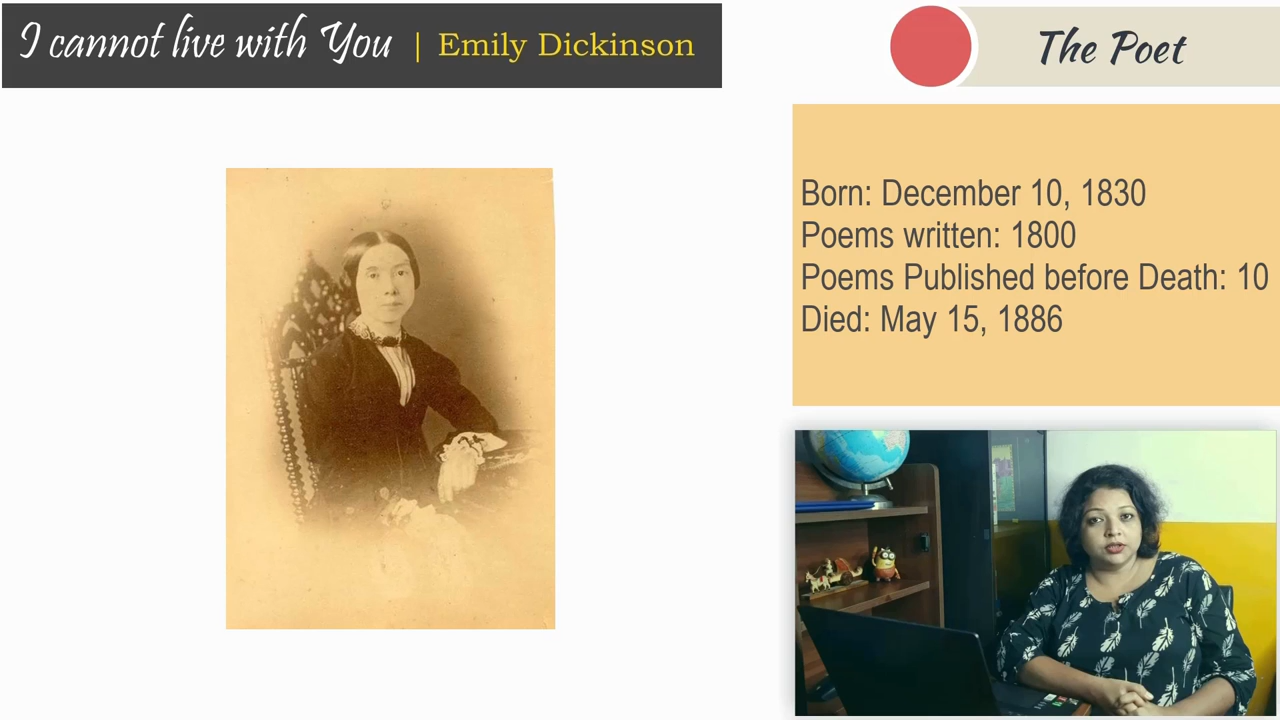 I cannot live with You | Emily Dickinson
The Poet
Born: December 10, 1830
Poems written: 1800
Poems Published before Death: 10
Died: May 15, 1886